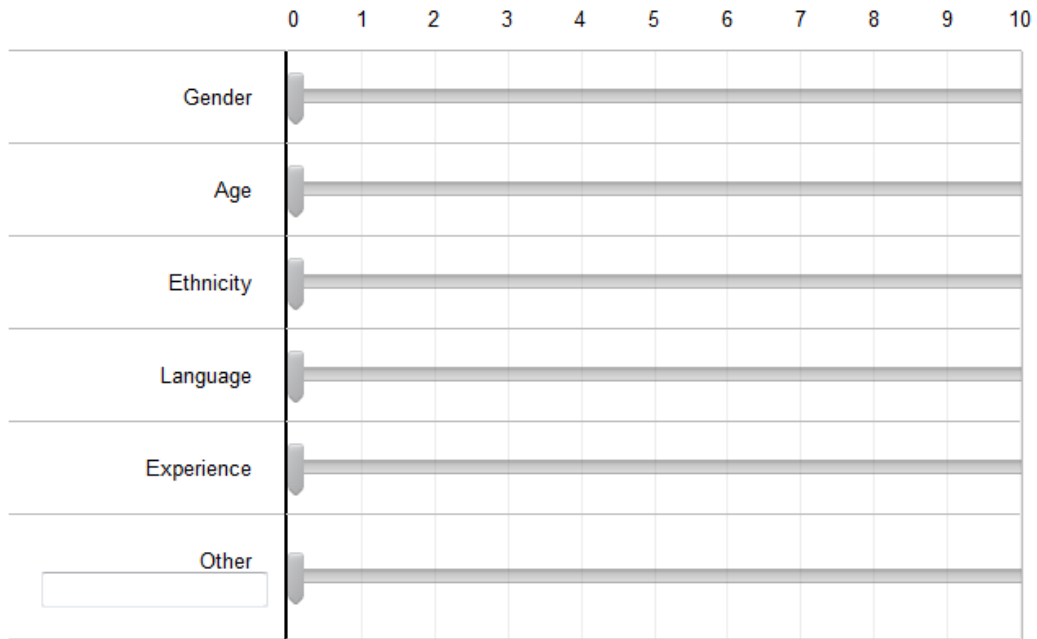 0 1 2 3 4 5 6 7 8 9 10
Gender
Age
Ethnicity
Language
Experience
Other